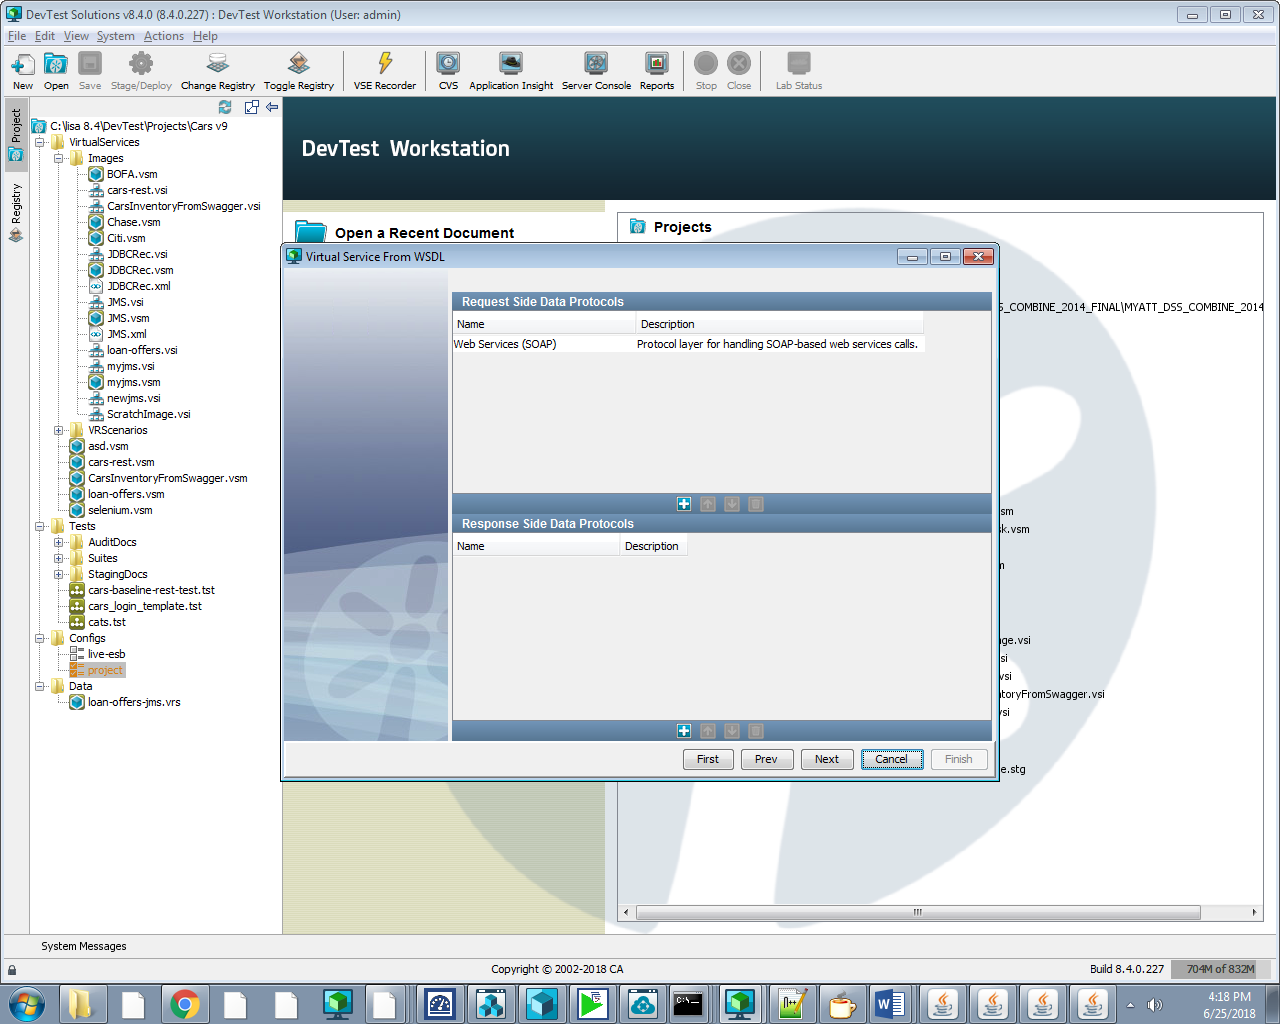 DevTest Solutions v8.4.0 (8.4.0.227) : DevTest Workstation (User: admin)
File Edit View System Actions Help
New Open Save Stage/Deploy Change Registry Toggle Registry VSE Recorder CVS Application Insight Server Console Reports Stop Close Lab Status
Project
Registry
C:\lisa 8.4\DevTest\Projects\Cars v9
VirtualServices
Images
BOFA.vsm
cars-rest.vsi
CarsInventoryFromSwagger.vsi
Chase.vsm
Citi.vsm
JDBCRec.vsi
JDBCRec.vsm
JDBCRec.xml
JMS.vsi
JMS.vsm
JMS.xml
loan-offers.vsi
myjms.vsi
myjms.vsm
newjms.vsi
ScratchImage.vsi
VRScenarios
asd.vsm
cars-rest.vsm
CarsInventoryFromSwagger.vsm
loan-offers.vsm
selenium.vsm
Tests
AuditDocs
Suites
StagingDocs
cars-baseline-rest-test.tst
cars_login_template.tst
cats.tst
Configs
live-esb
project
Data
loan-offers-jms.vrs
DevTest Workstation
Open a Recent Document
Projects
S_COMBINE_2014_FINAL\MYATT_DSS_COMBINE_2014
sm
sk.vsm
m
ge.vsi
si
vsi
toryFromSwagger.vsi
vsi
e.stg
Virtual Service From WSDL
Request Side Data Protocols
Name Description
Web Services (SOAP) Protocol layer for handling SOAP-based web services calls.
Response Side Data Protocols
Name Description
First Prev Next Cancel Finish
System Messages
Copyright © 2002-2018 CA
Build 8.4.0.227 704M of 832M
C:\_
n++
W
4:18 PM
6/25/2018